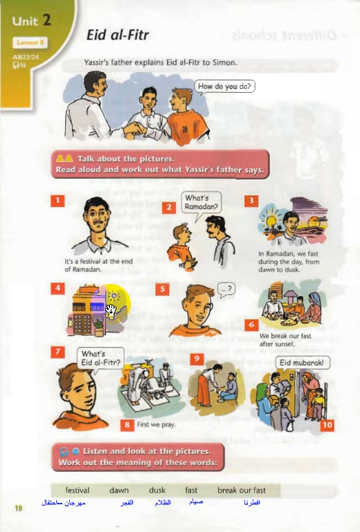 Unit 2
Lesson 8
AB23/24
16
Eid al-Fitr
Yassir's father explains Eid al-Fitr to Simon.
How do you do?
Talk about the pictures.
Read aloud and work out what Yassir's father says.
1
It's a festival at the end
of Ramadan.
2
What's
Ramadan?
3
In Ramadan, we fast
during the day, from
dawn to dusk.
4
5
... ?
6
We break our fast
after sunset.
7
What's
Eid al-Fitr?
8 First we pray.
9
Eid mubarak!
10
Listen and look at the pictures.
Work out the meaning of these words:
festival dawn dusk fast break our fast
مهرجان ساحتفال الفجر الظلام صيام افطرنا
18